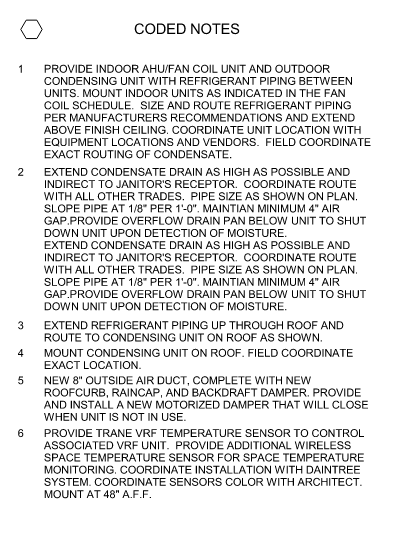 CODED NOTES
1 PROVIDE INDOOR AHU/FAN COIL UNIT AND OUTDOOR
CONDENSING UNIT WITH REFRIGERANT PIPING BETWEEN
UNITS. MOUNT INDOOR UNITS AS INDICATED IN THE FAN
COIL SCHEDULE.  SIZE AND ROUTE REFRIGERANT PIPING
PER MANUFACTURERS RECOMMENDATIONS AND EXTEND
ABOVE FINISH CEILING. COORDINATE UNIT LOCATION WITH
EQUIPMENT LOCATIONS AND VENDORS.  FIELD COORDINATE
EXACT ROUTING OF CONDENSATE.
2 EXTEND CONDENSATE DRAIN AS HIGH AS POSSIBLE AND
INDIRECT TO JANITOR'S RECEPTOR.  COORDINATE ROUTE
WITH ALL OTHER TRADES.  PIPE SIZE AS SHOWN ON PLAN.
SLOPE PIPE AT 1/8" PER 1'-0". MAINTIAN MINIMUM 4" AIR
GAP.PROVIDE OVERFLOW DRAIN PAN BELOW UNIT TO SHUT
DOWN UNIT UPON DETECTION OF MOISTURE.
EXTEND CONDENSATE DRAIN AS HIGH AS POSSIBLE AND
INDIRECT TO JANITOR'S RECEPTOR.  COORDINATE ROUTE
WITH ALL OTHER TRADES.  PIPE SIZE AS SHOWN ON PLAN.
SLOPE PIPE AT 1/8" PER 1'-0". MAINTIAN MINIMUM 4" AIR
GAP.PROVIDE OVERFLOW DRAIN PAN BELOW UNIT TO SHUT
DOWN UNIT UPON DETECTION OF MOISTURE.
3 EXTEND REFRIGERANT PIPING UP THROUGH ROOF AND
ROUTE TO CONDENSING UNIT ON ROOF AS SHOWN.
4 MOUNT CONDENSING UNIT ON ROOF. FIELD COORDINATE
EXACT LOCATION.
5 NEW 8" OUTSIDE AIR DUCT, COMPLETE WITH NEW
ROOFCURB, RAINCAP, AND BACKDRAFT DAMPER. PROVIDE
AND INSTALL A NEW MOTORIZED DAMPER THAT WILL CLOSE
WHEN UNIT IS NOT IN USE.
6 PROVIDE TRANE VRF TEMPERATURE SENSOR TO CONTROL
ASSOCIATED VRF UNIT.  PROVIDE ADDITIONAL WIRELESS
SPACE TEMPERATURE SENSOR FOR SPACE TEMPERATURE
MONITORING. COORDINATE INSTALLATION WITH DAINTREE
SYSTEM. COORDINATE SENSORS COLOR WITH ARCHITECT.
MOUNT AT 48" A.F.F.